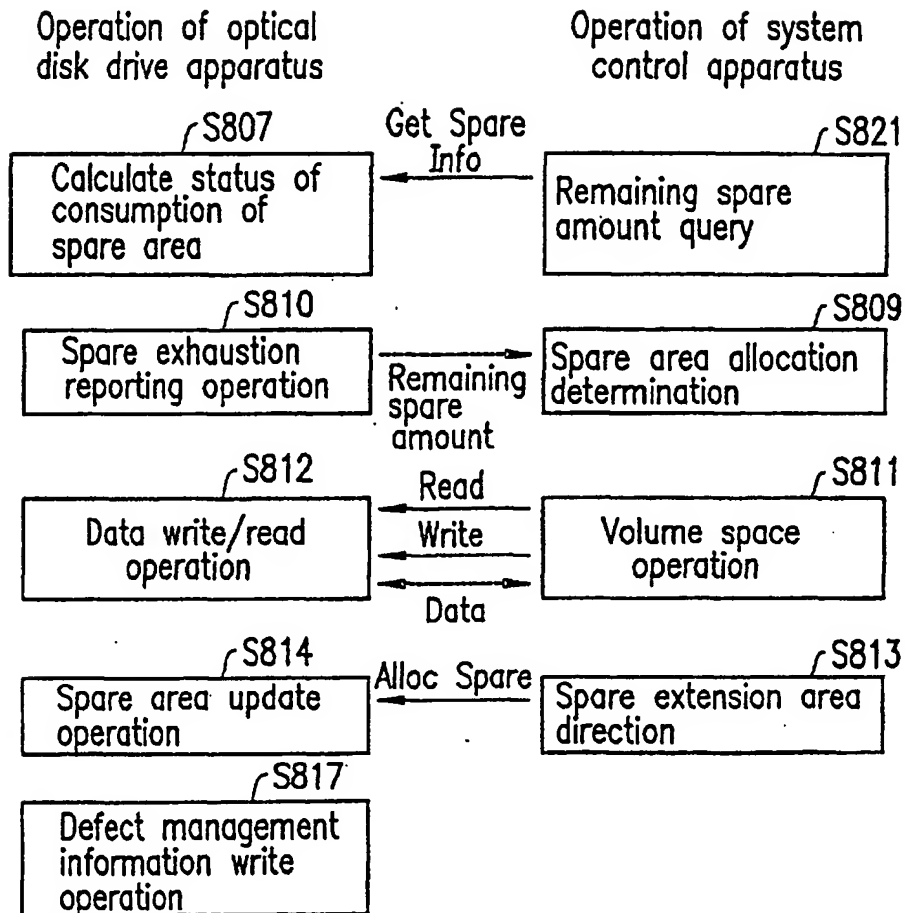 Operation of optical
disk drive apparatus
Operation of system
control apparatus
S807
Calculate status of
consumption of
spare area
Get Spare
Info
S821
Remaining spare
amount query
S810
Spare exhaustion
reporting operation
Remaining
spare
amount
S809
Spare area allocation
determination
S812
Data write/read
operation
Read
Write
Data
S811
Volume space
operation
S814
Spare area update
operation
Alloc Spare
S813
Spare extension area
direction
S817
Defect management
information write
operation